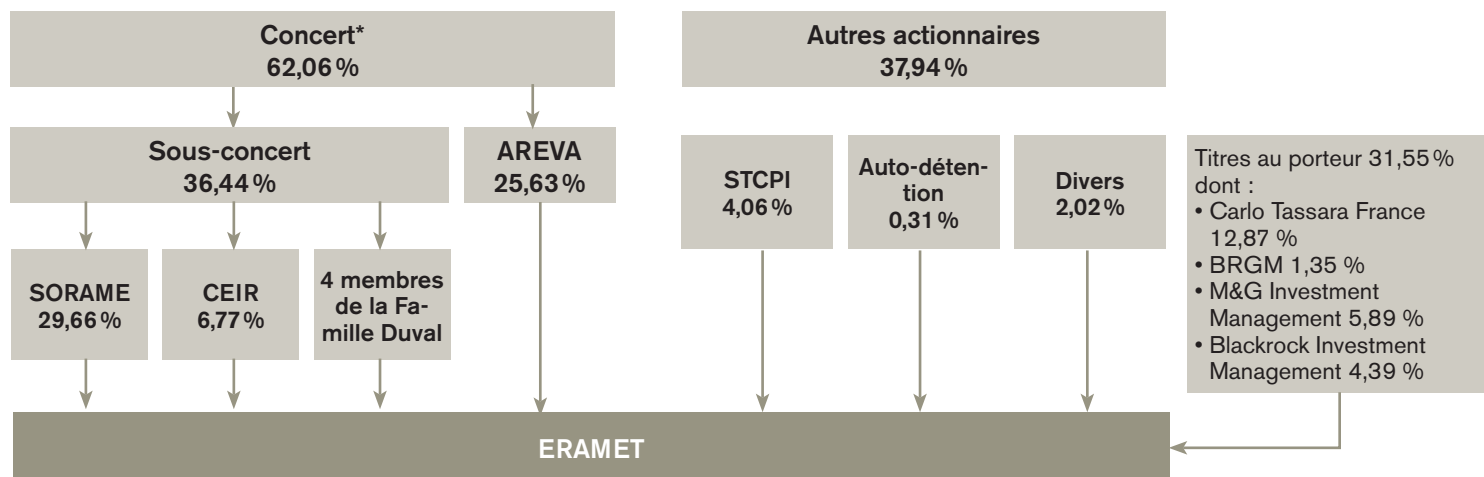 Concert*
62,06 %
Autres actionnaires
37,94 %
Sous-concert
36,44 %
AREVA
25,63 %
STCPI
4,06 %
Auto-déten-
tion
0,31 %
Divers
2,02 %
Titres au porteur 31,55 %
dont :
• Carlo Tassara France
12,87 %
• BRGM 1,35 %
• M&G Investment
Management 5,89 %
• Blackrock Investment
Management 4,39 %
SORAME
29,66 %
CEIR
6,77 %
4 membres
de la Fa-
mille Duval
ERAMET